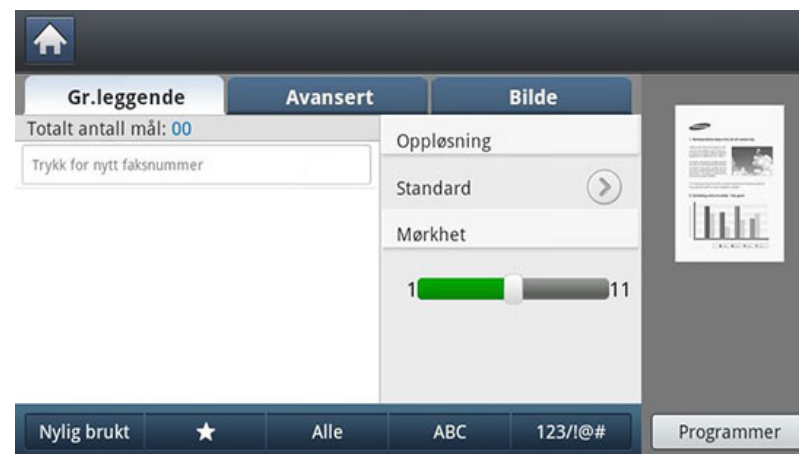 Gr.leggende
Avansert
Bilde
Totalt antall mål: 00
Trykk for nytt faksnummer
Oppløsning
Standard
Mørkhet
1
11
Nylig brukt
★
Alle
ABC
123/!@#
Programmer